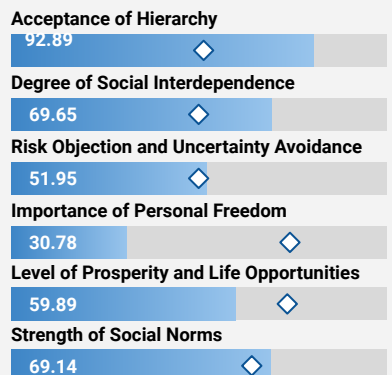 Acceptance of Hierarchy
92.89
Degree of Social Interdependence
69.65
Risk Objection and Uncertainty Avoidance
51.95
Importance of Personal Freedom
30.78
Level of Prosperity and Life Opportunities
59.89
Strength of Social Norms
69.14